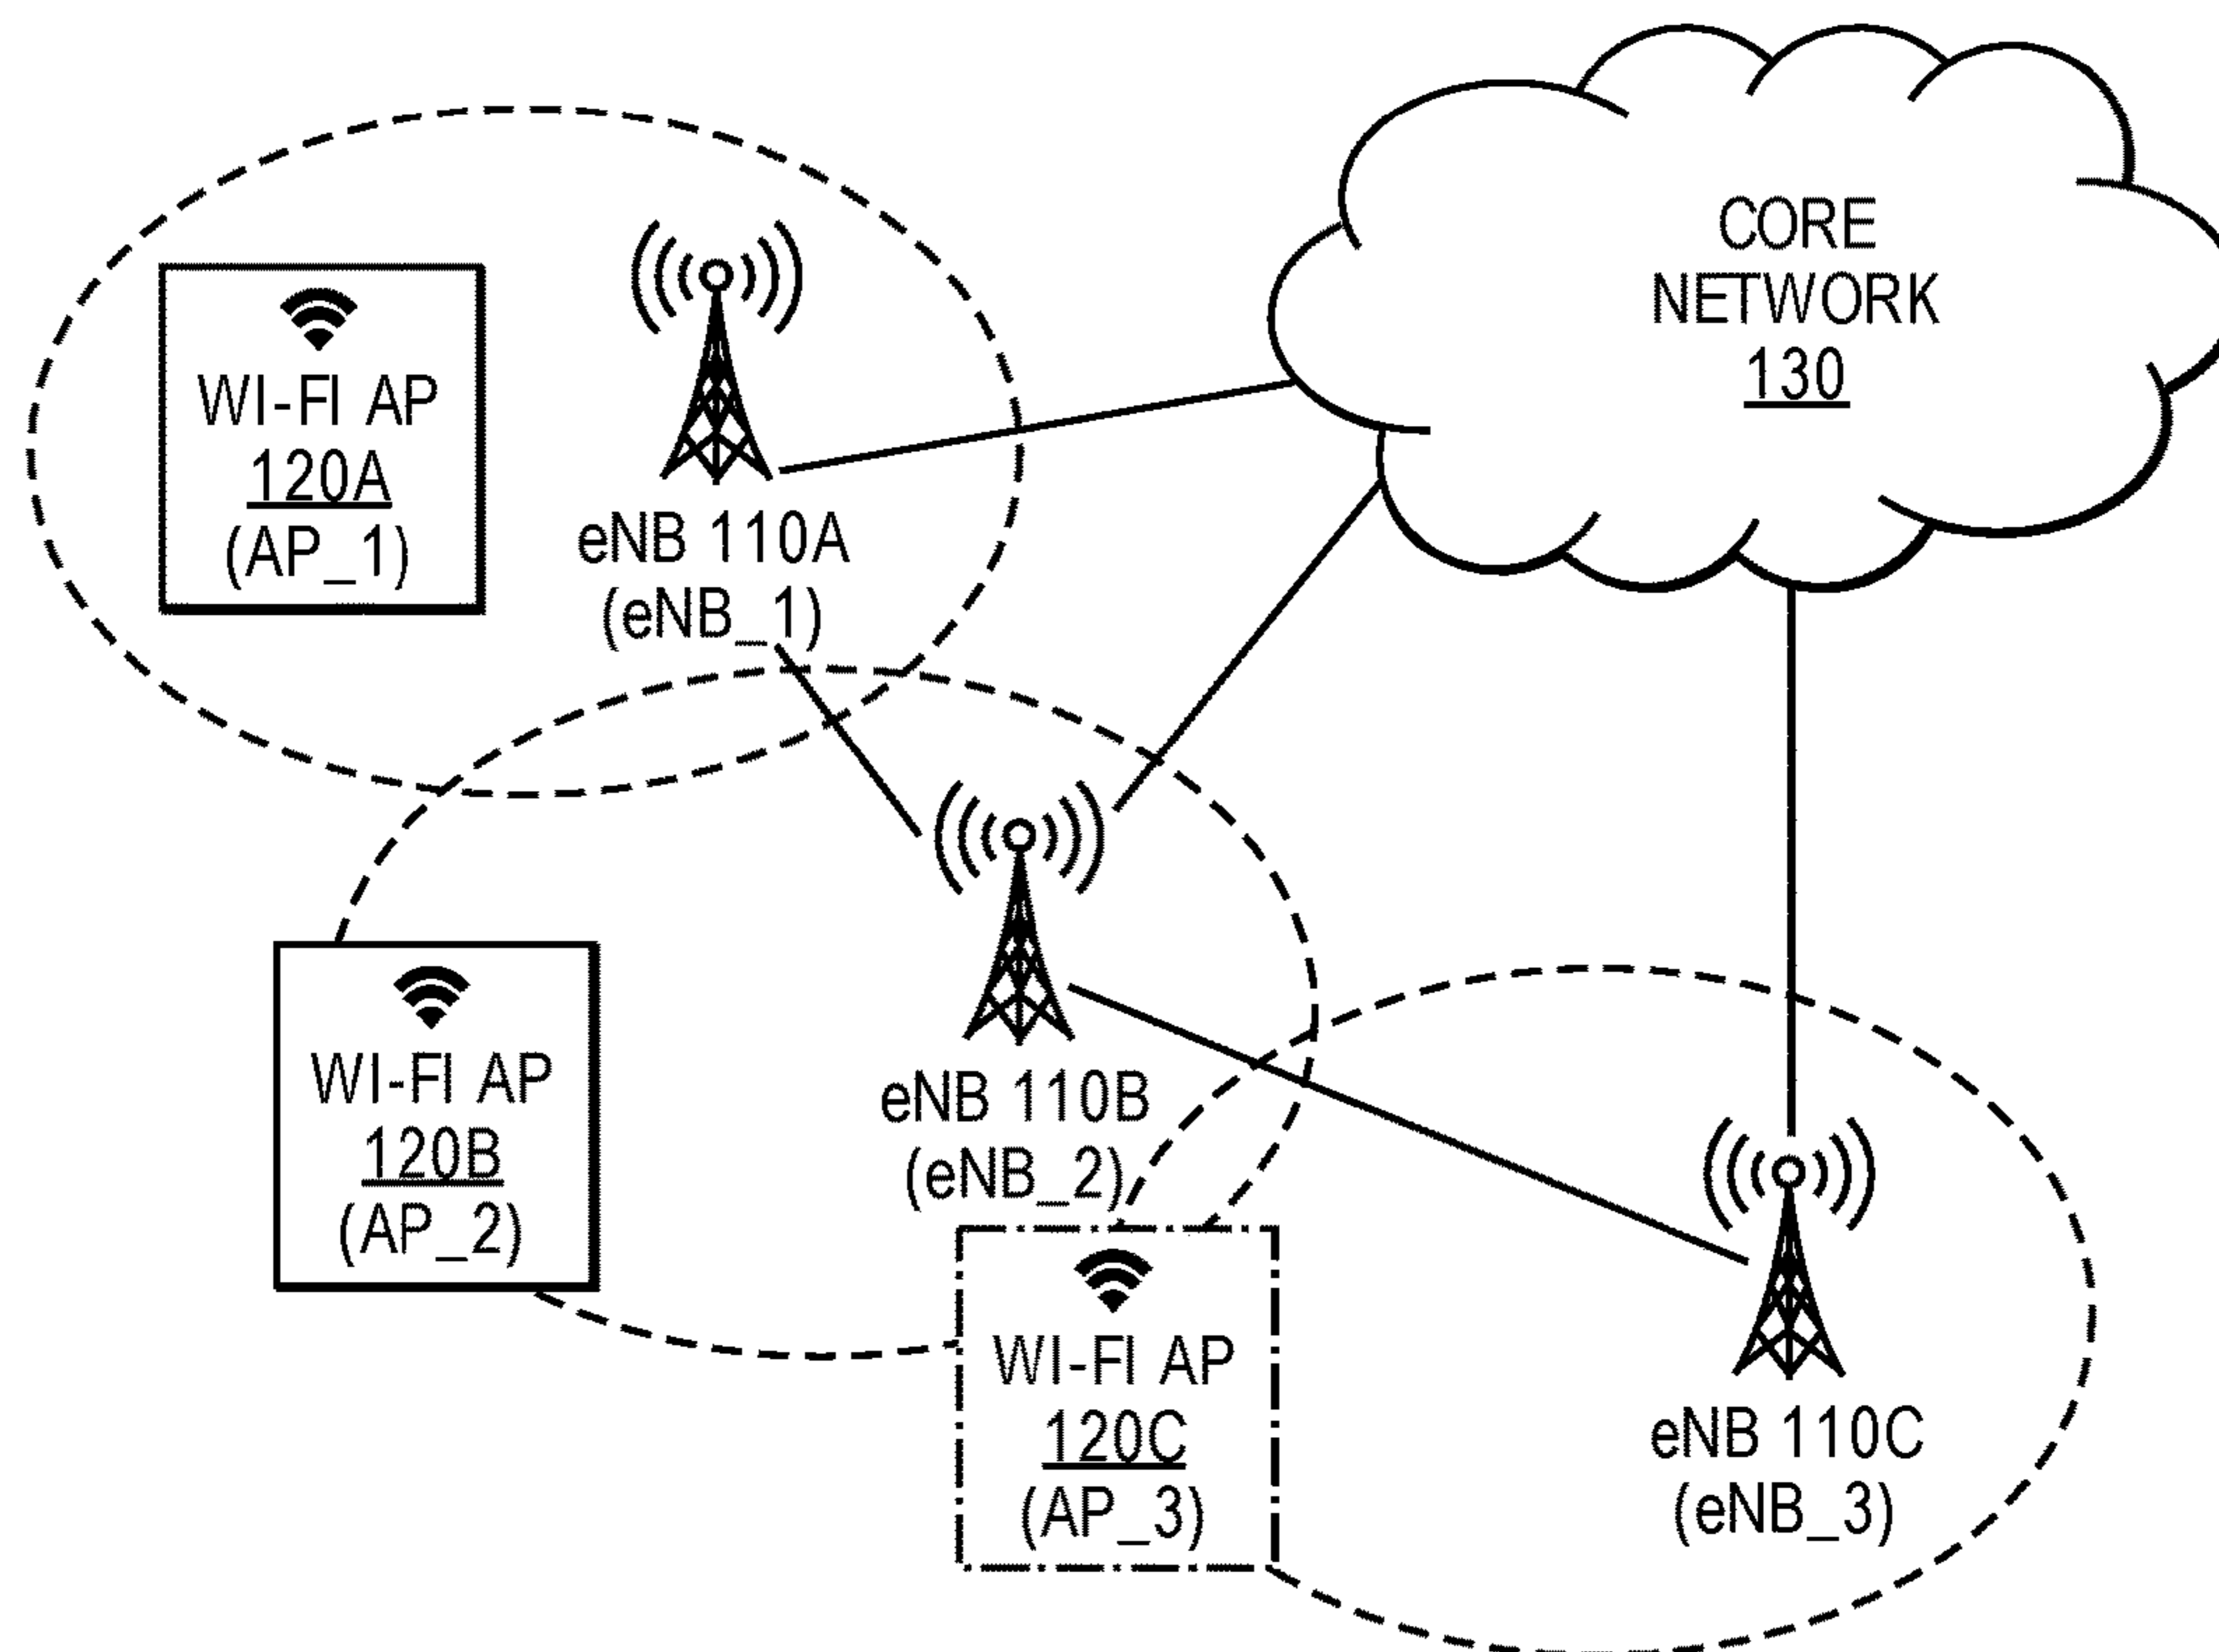 CORE
NETWORK
130
WI-FI AP
120A
(AP_1)
eNB 110A
(eNB_1)
WI-FI AP
120B
(AP_2)
eNB 110B
(eNB_2)
WI-FI AP
120C
(AP_3)
eNB 110C
(eNB_3)